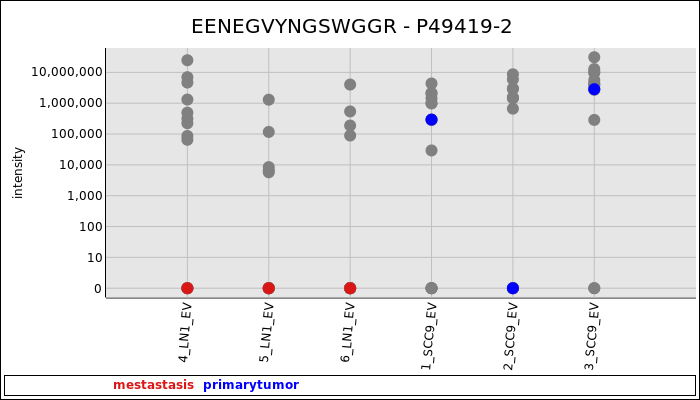 EENEGVYNGSWGGR - P49419-2
intensity
10,000,000
1,000,000
100,000
10,000
1,000
100
10
0
4_LN1_EV
5_LN1_EV
6_LN1_EV
1_SCC9_EV
2_SCC9_EV
3_SCC9_EV
mestastasis primarytumor